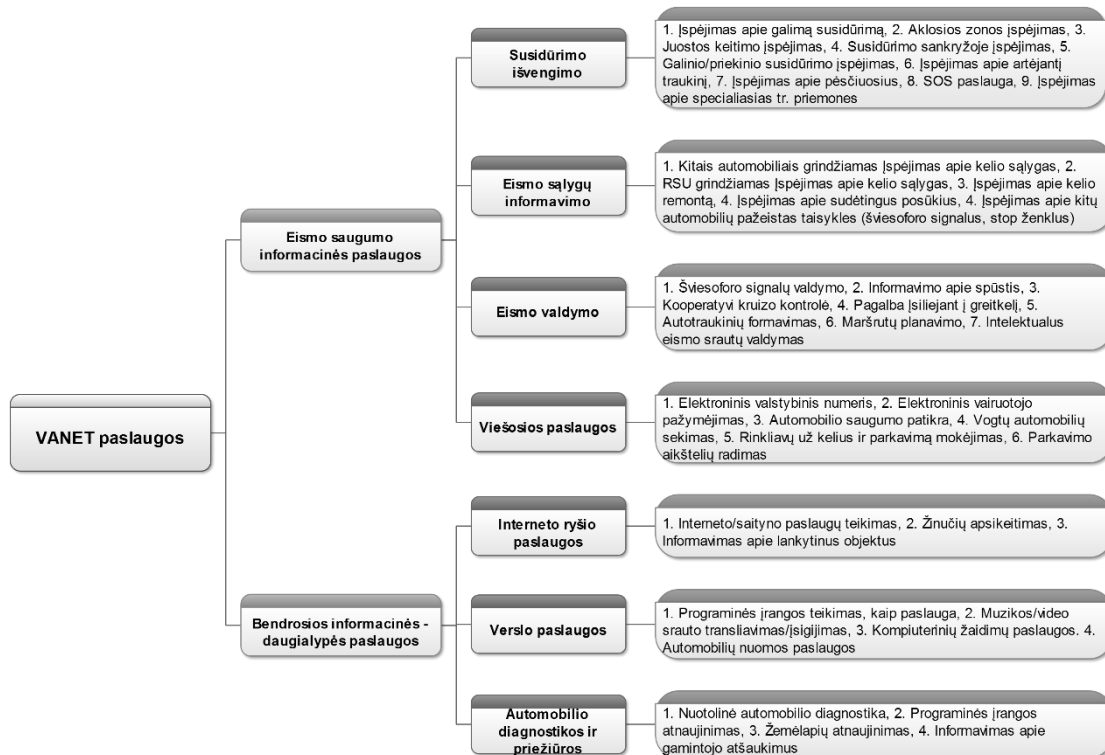 VANET paslaugos
Eismo saugumo
informacinės paslaugos
Susidūrimo
išvengimo
1. Įspėjimas apie galimą susidūrimą, 2. Aklosios zonos įspėjimas, 3.
Juostos keitimo įspėjimas, 4. Susidūrimo sankryžoje įspėjimas, 5.
Galinio/priekinio susidūrimo įspėjimas, 6. Įspėjimas apie artėjantį
traukinį, 7. Įspėjimas apie pėsčiuosius, 8. SOS paslauga, 9. Įspėjimas
apie specialiasias tr. priemones
Eismo sąlygų
informavimo
1. Kitais automobiliais grindžiamas Įspėjimas apie kelio sąlygas, 2.
RSU grindžiamas Įspėjimas apie kelio sąlygas, 3. Įspėjimas apie kelio
remontą, 4. Įspėjimas apie sudėtingus posūkius, 4. Įspėjimas apie kitų
automobilių pažeistas taisykles (šviesoforo signalus, stop ženklus)
Eismo valdymo
1. Šviesoforo signalų valdymo, 2. Informavimo apie spūstis, 3.
Kooperatyvi kruizo kontrolė, 4. Pagalba Įsiliejant į greitkelį, 5.
Autotraukinių formavimas, 6. Maršrutų planavimo, 7. Intelektualus
eismo srautų valdymas
Viešosios paslaugos
1. Elektroninis valstybinis numeris, 2. Elektroninis vairuotojo
pažymėjimas, 3. Automobilio saugumo patikra, 4. Vogtų automobilių
sekimas, 5. Rinkliavų už kelius ir parkavimą mokėjimas, 6. Parkavimo
aikštelių radimas
Bendrosios informacinės -
daugialypės paslaugos
Interneto ryšio
paslaugos
1. Interneto/saityno paslaugų teikimas, 2. Žinučių apsikeitimas, 3.
Informavimas apie lankytinus objektus
Verslo paslaugos
1. Programinės įrangos teikimas, kaip paslauga, 2. Muzikos/video
srauto transliavimas/įsigijimas, 3. Kompiuterinių žaidimų paslaugos. 4.
Automobilių nuomos paslaugos
Automobilio
diagnostikos ir
priežiūros
1. Nuotolinė automobilio diagnostika, 2. Programinės įrangos
atnaujinimas, 3. Žemėlapių atnaujinimas, 4. Informavimas apie
gamintojo atšaukimus